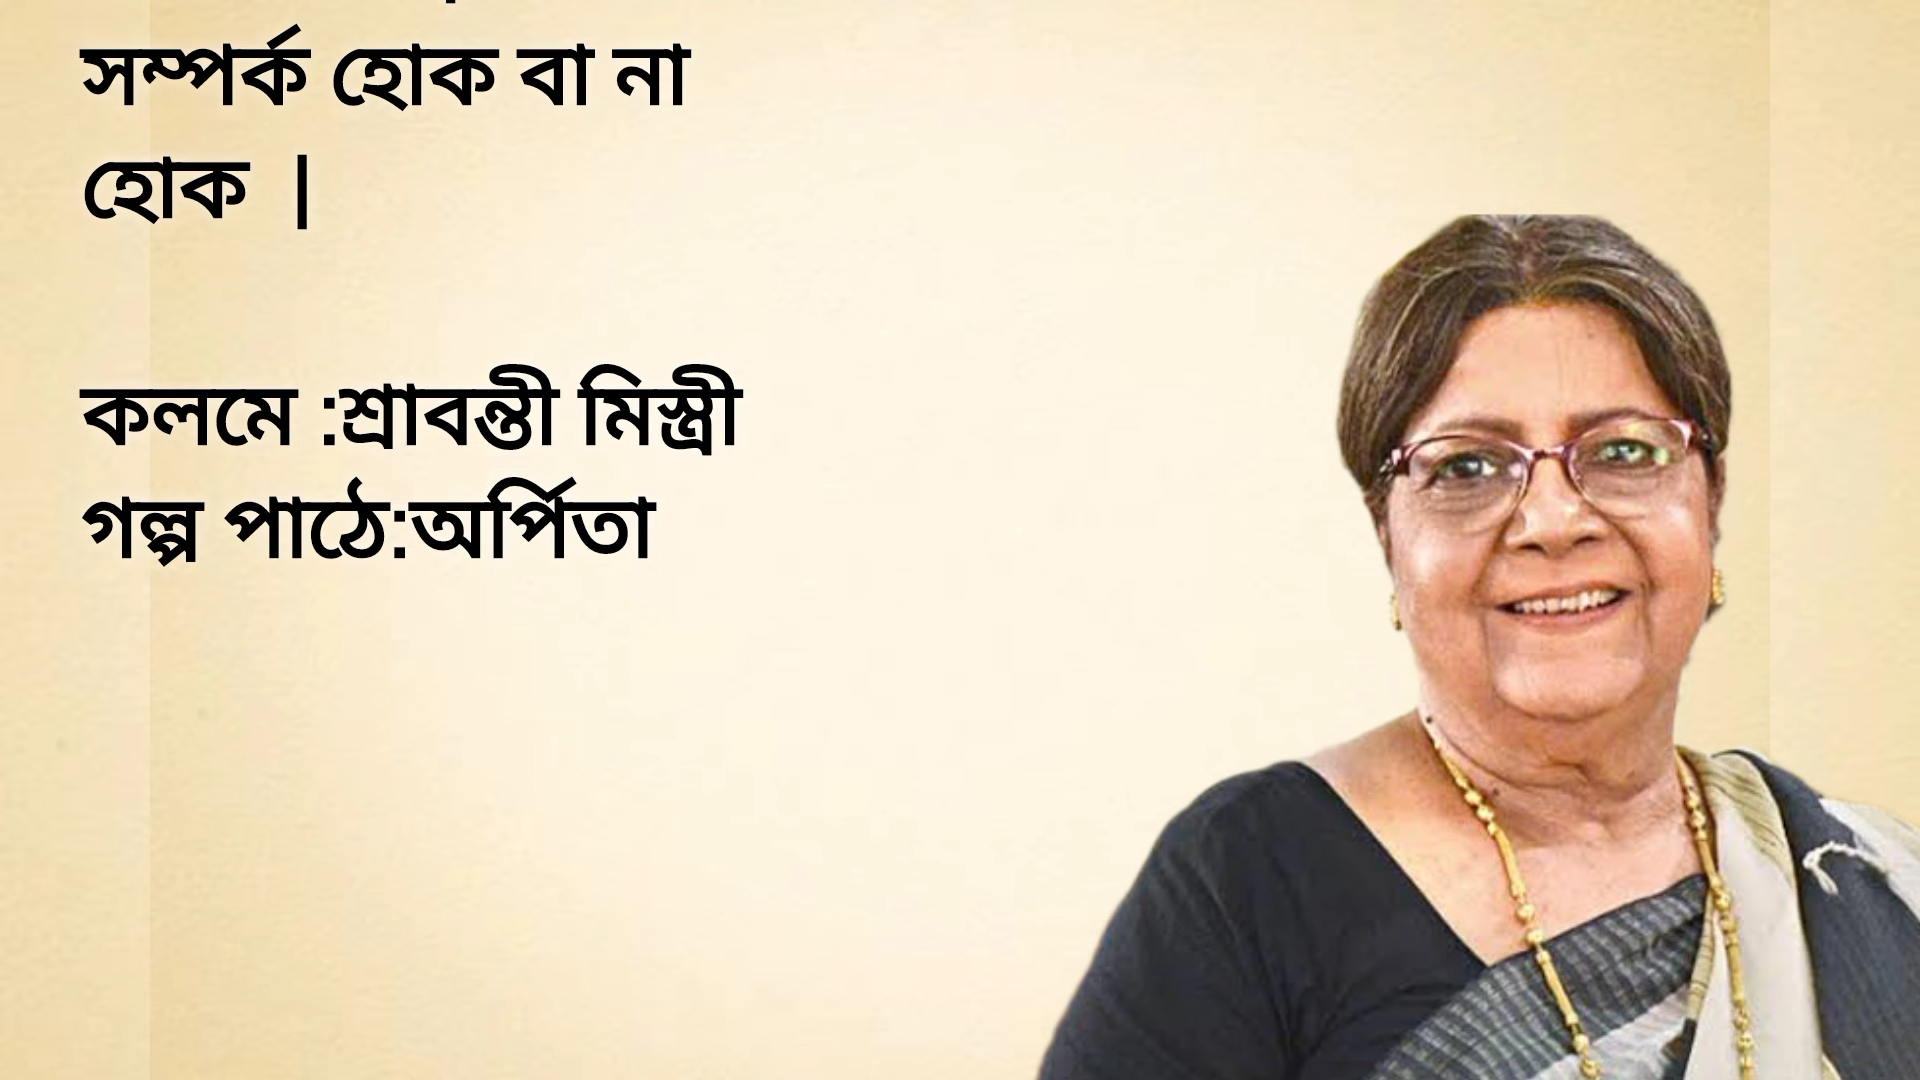 সম্পর্ক হোক বা না
হোক |
কলমে :শ্রাবন্তী মিস্ত্রী
গল্প পাঠে:অর্পিতা